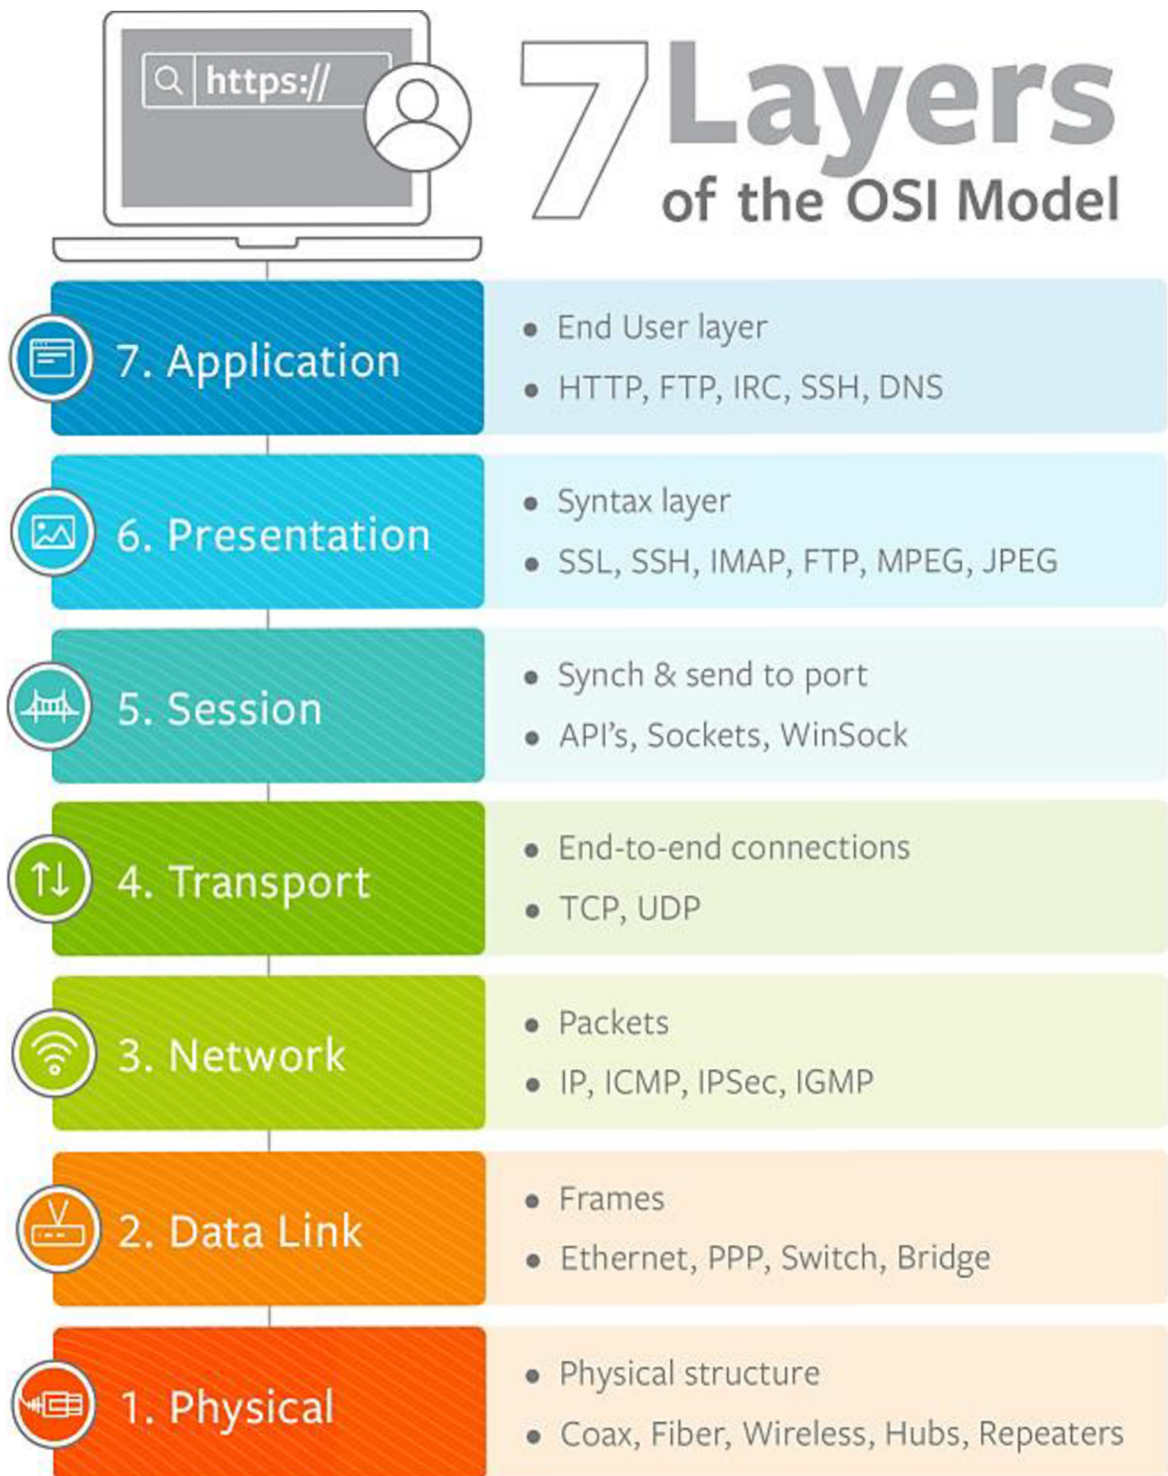 https://
7 Layers
of the OSI Model
7. Application
• End User layer
• HTTP, FTP, IRC, SSH, DNS
6. Presentation
• Syntax layer
• SSL, SSH, IMAP, FTP, MPEG, JPEG
5. Session
• Synch & send to port
• API’s, Sockets, WinSock
4. Transport
• End-to-end connections
• TCP, UDP
3. Network
• Packets
• IP, ICMP, IPSec, IGMP
2. Data Link
• Frames
• Ethernet, PPP, Switch, Bridge
1. Physical
• Physical structure
• Coax, Fiber, Wireless, Hubs, Repeaters